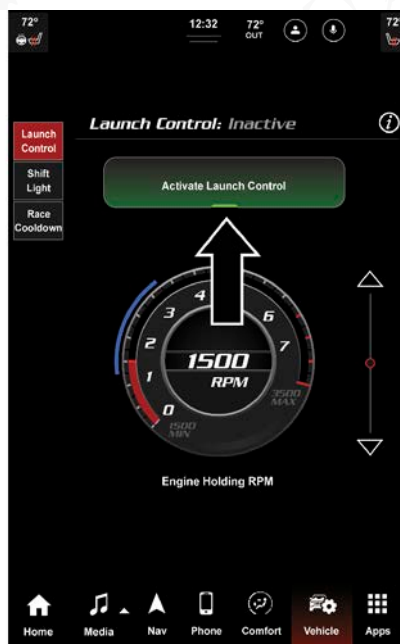 72°
12:32
72°
OUT
72°
Launch Control: Inactive
i
Launch
Control
Shift
Light
Race
Cooldown
Activate Launch Control
0
1
2
3
4
6
7
1500
RPM
1500
MIN
3500
MAX
Engine Holding RPM
Home
Media
Nav
Phone
Comfort
Vehicle
Apps